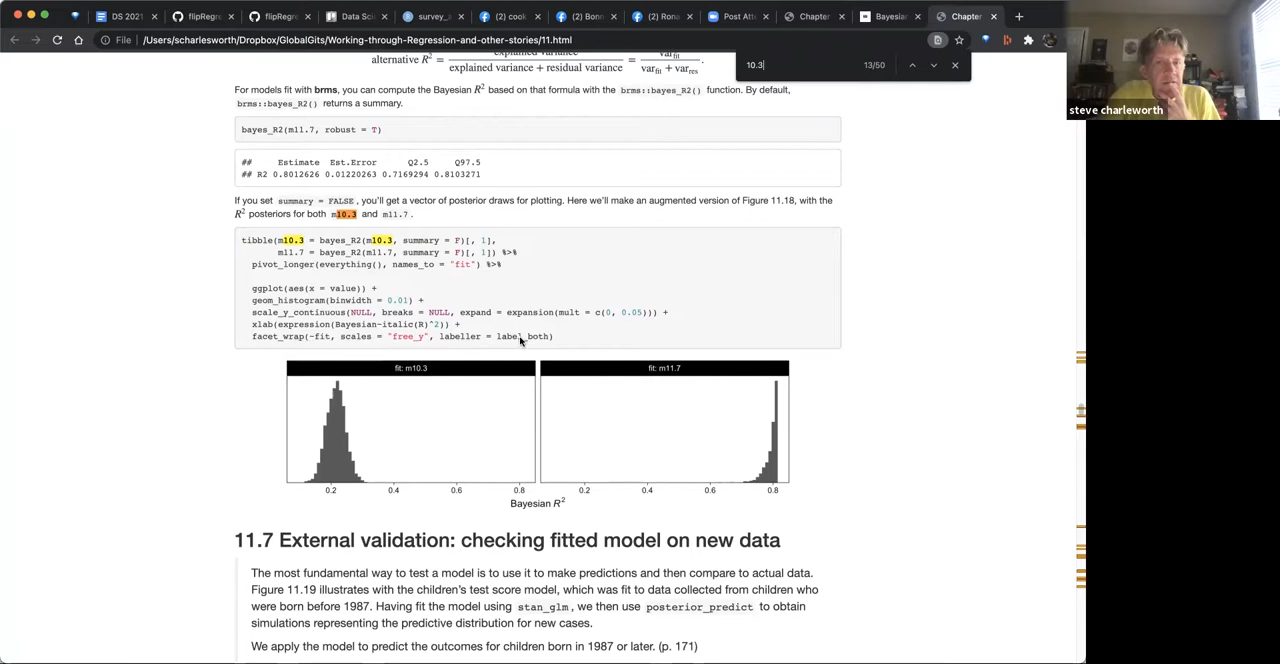 DS 2021
flipRegre
flipRegre
Data Sci
survey_a
(2) cook
(2) Bonn
(2) Rona
Post Att
Chapter
Bayesian
Chapter
File /Users/scharlesworth/Dropbox/GlobalGits/Working-through-Regression-and-other-stories/11.html
10.3 13/50
steve charleworth
alternative R² = = varfit / varfit + varres.
explained variance + residual variance
For models fit with brms, you can compute the Bayesian R² based on that formula with the brms::bayes_R2() function. By default,
brms::bayes_R2() returns a summary.
bayes_R2(m11.7, robust = T)
## Estimate Est.Error Q2.5 Q97.5
## R2 0.8012626 0.01220263 0.7169294 0.8103271
If you set summary = FALSE, you'll get a vector of posterior draws for plotting. Here we'll make an augmented version of Figure 11.18, with the
R² posteriors for both m10.3 and m11.7.
tibble(m10.3 = bayes_R2(m10.3, summary = F)[, 1],
m11.7 = bayes_R2(m11.7, summary = F)[, 1]) %>%
pivot_longer(everything(), names_to = "fit") %>%
ggplot(aes(x = value)) +
geom_histogram(binwidth = 0.01) +
scale_y_continuous(NULL, breaks = NULL, expand = expansion(mult = c(0, 0.05))) +
xlab(expression(Bayesian~italic(R)^2)) +
facet_wrap(~fit, scales = "free_y", labeller = label_both)
fit: m10.3
fit: m11.7
0.2 0.4 0.6 0.8 0.2 0.4 0.6 0.8
Bayesian R²
11.7 External validation: checking fitted model on new data
The most fundamental way to test a model is to use it to make predictions and then compare to actual data.
Figure 11.19 illustrates with the children's test score model, which was fit to data collected from children who
were born before 1987. Having fit the model using stan_glm, we then use posterior_predict to obtain
simulations representing the predictive distribution for new cases.
We apply the model to predict the outcomes for children born in 1987 or later. (p. 171)